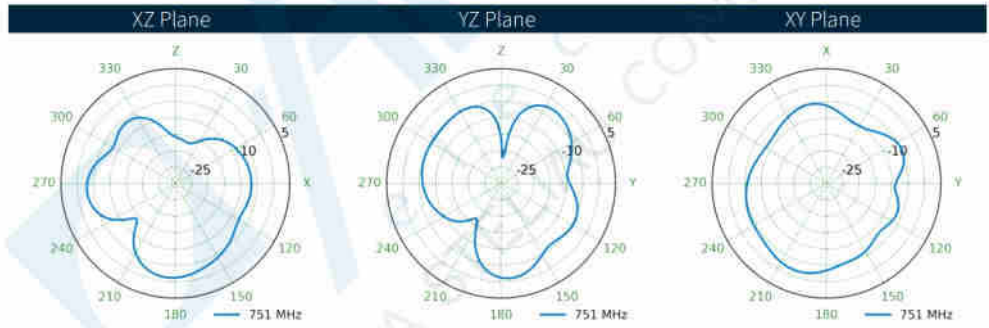 XZ Plane YZ Plane XY Plane
Z Z X
330 30 330 30 330 30
300 60 300 60 300 60
5 5 5
-10 -10 -10
-25 -25 -25
270 X 270 Y 270 Y
240 120 240 120 240 120
210 150 210 150 210 150
180 180 180
751 MHz 751 MHz 751 MHz